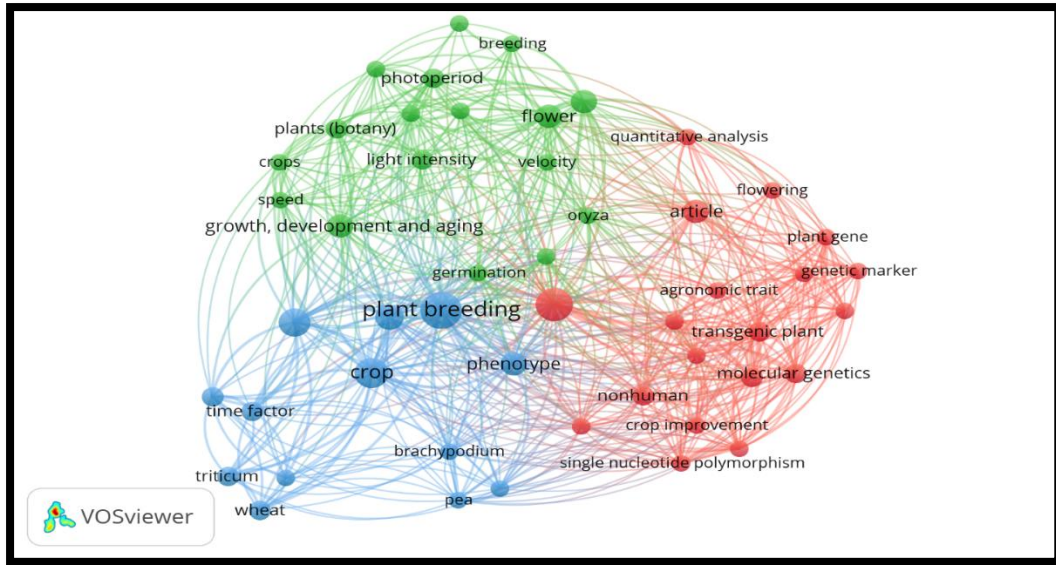 breeding
photoperiod
flower
plants (botany)
quantitative analysis
crops
light intensity
velocity
flowering
speed
article
oryza
growth, development and aging
plant gene
germination
genetic marker
agronomic trait
plant breeding
transgenic plant
phenotype
crop
molecular genetics
nonhuman
time factor
crop improvement
brachypodium
single nucleotide polymorphism
triticum
pea
wheat
VOSviewer